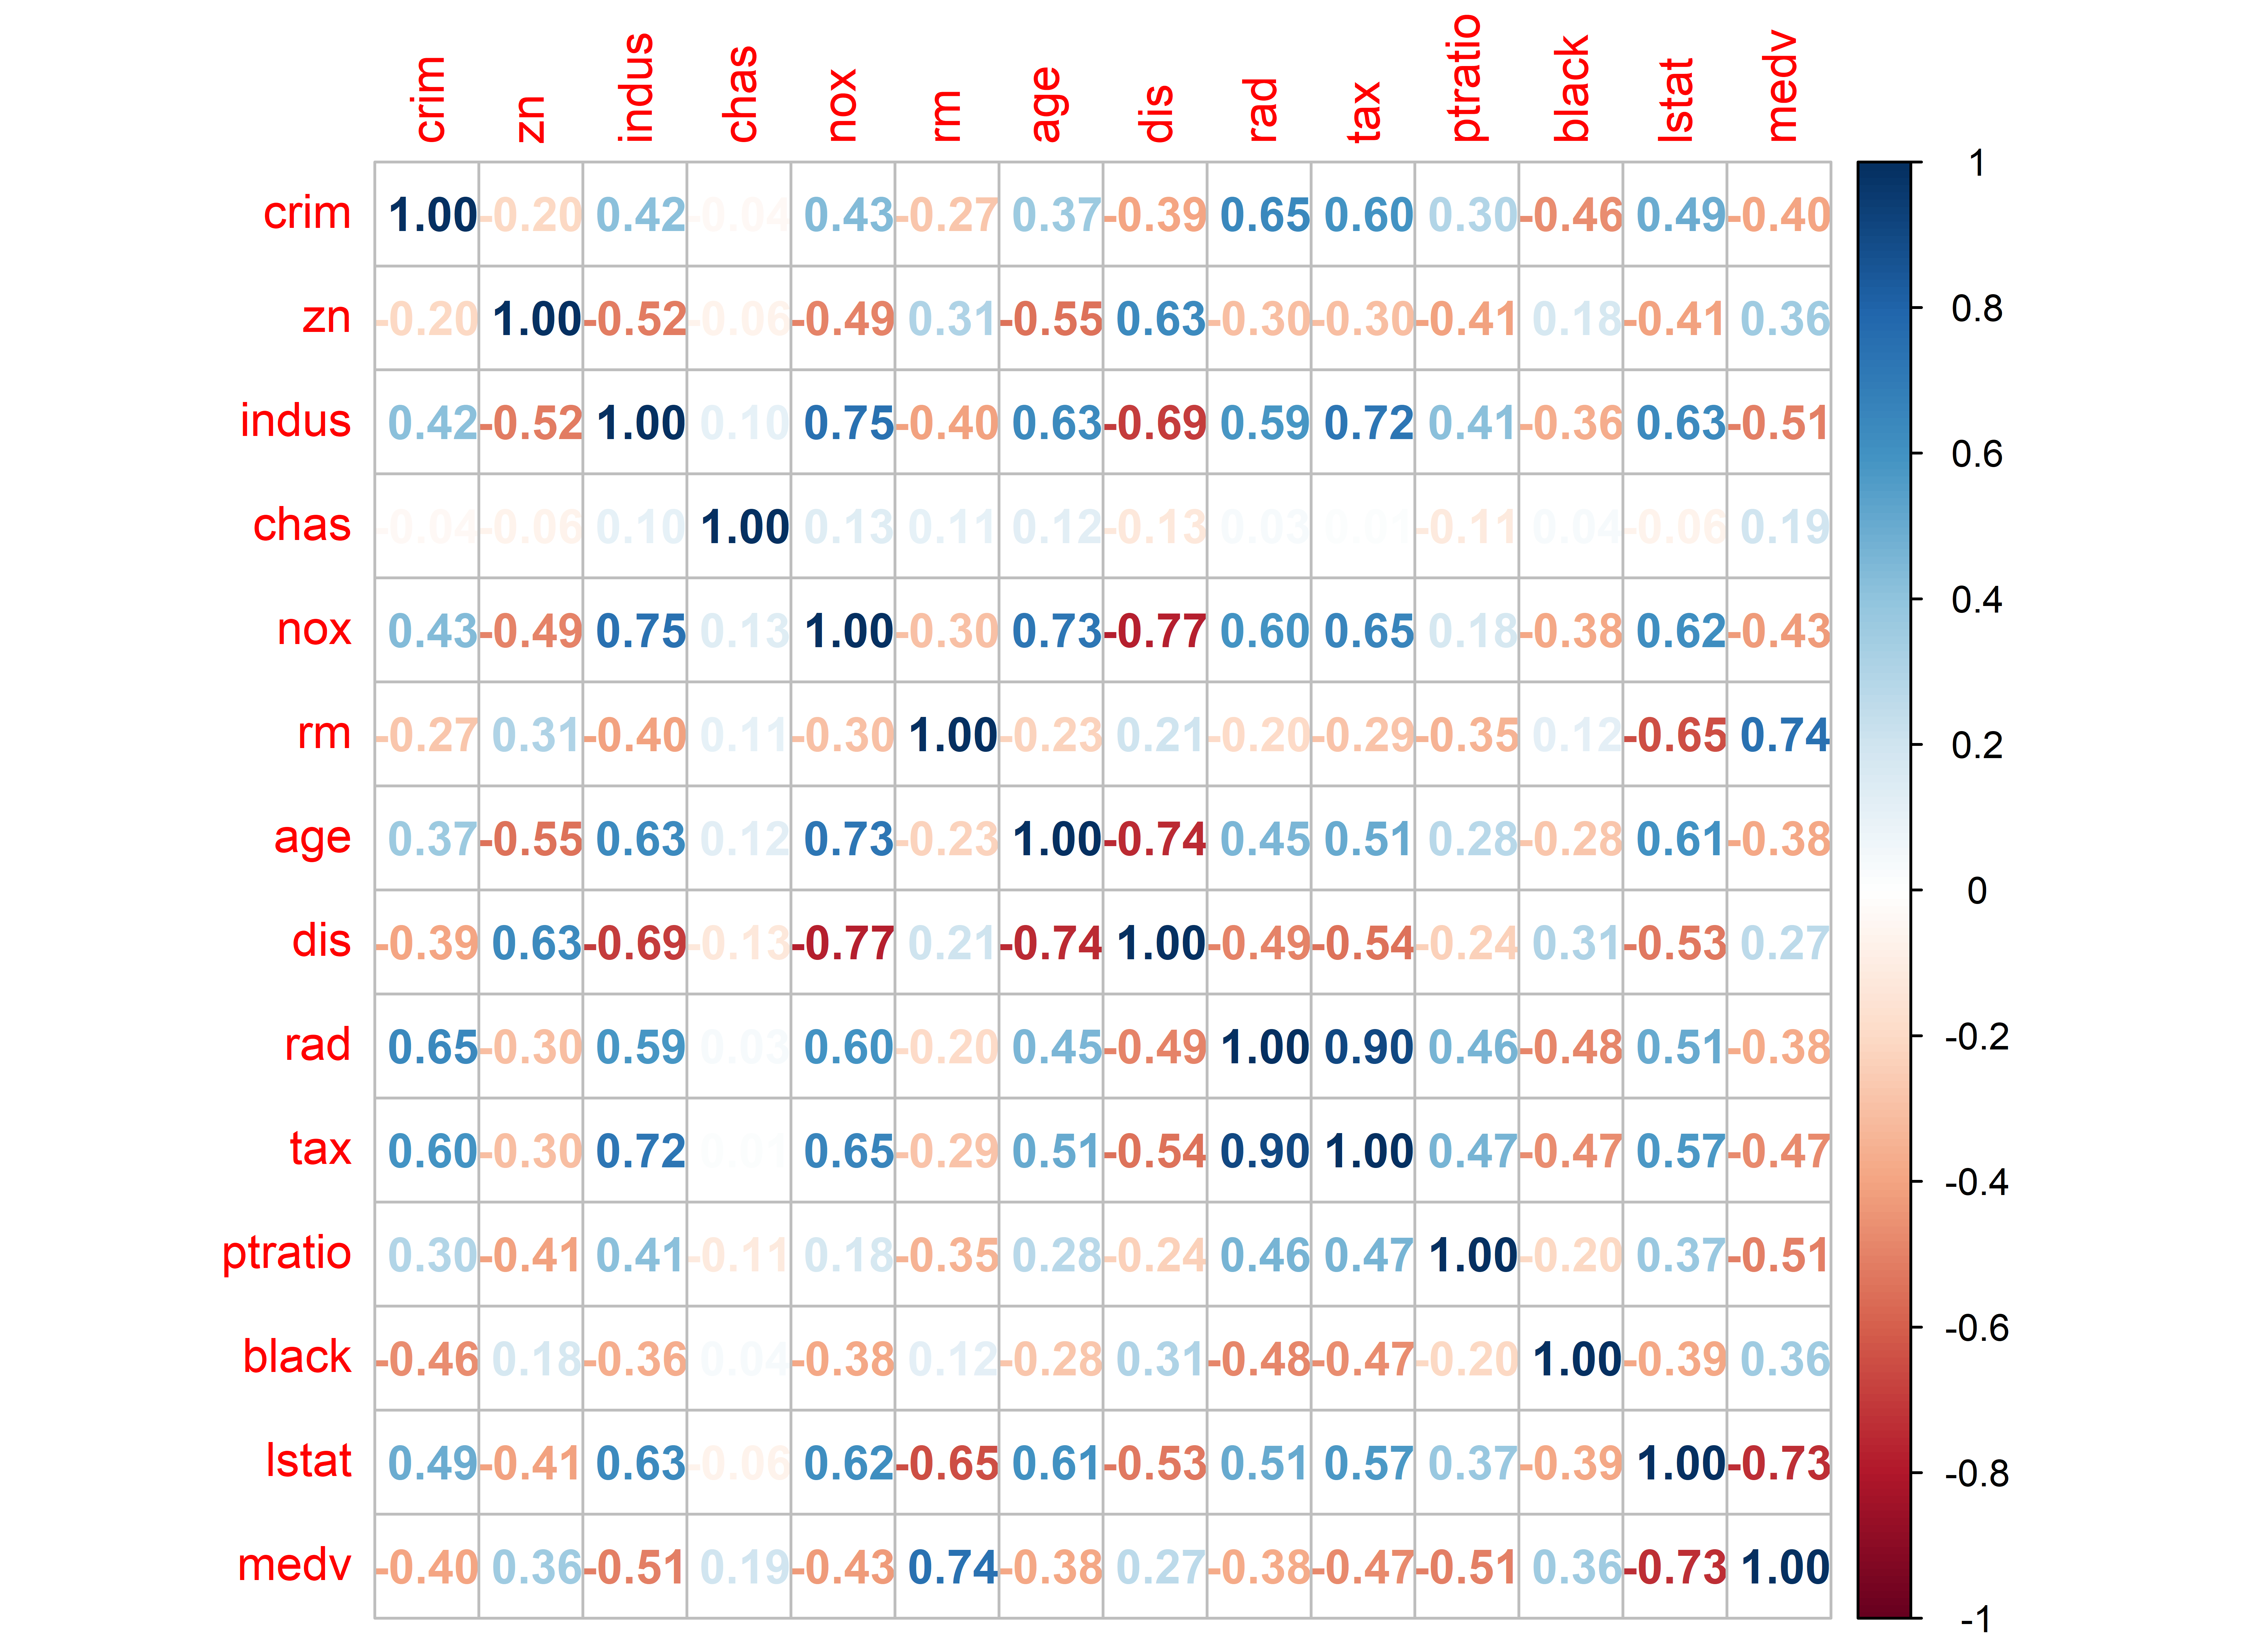 crim zn indus chas nox rm age dis rad tax ptratio black lstat medv
crim 1.00 -0.20 0.42 -0.04 0.43 -0.27 0.37 -0.39 0.65 0.60 0.30 -0.46 0.49 -0.40
zn -0.20 1.00 -0.52 -0.06 -0.49 0.31 -0.55 0.63 -0.30 -0.30 -0.41 0.18 -0.41 0.36
indus 0.42 -0.52 1.00 0.10 0.75 -0.40 0.63 -0.69 0.59 0.72 0.41 -0.36 0.63 -0.51
chas -0.04 -0.06 0.10 1.00 0.13 0.11 0.12 -0.13 0.03 0.01 -0.11 0.04 -0.06 0.19
nox 0.43 -0.49 0.75 0.13 1.00 -0.30 0.73 -0.77 0.60 0.65 0.18 -0.38 0.62 -0.43
rm -0.27 0.31 -0.40 0.11 -0.30 1.00 -0.23 0.21 -0.20 -0.29 -0.35 0.12 -0.65 0.74
age 0.37 -0.55 0.63 0.12 0.73 -0.23 1.00 -0.74 0.45 0.51 0.28 -0.28 0.61 -0.38
dis -0.39 0.63 -0.69 -0.13 -0.77 0.21 -0.74 1.00 -0.49 -0.54 -0.24 0.31 -0.53 0.27
rad 0.65 -0.30 0.59 0.03 0.60 -0.20 0.45 -0.49 1.00 0.90 0.46 -0.48 0.51 -0.38
tax 0.60 -0.30 0.72 0.01 0.65 -0.29 0.51 -0.54 0.90 1.00 0.47 -0.47 0.57 -0.47
ptratio 0.30 -0.41 0.41 -0.11 0.18 -0.35 0.28 -0.24 0.46 0.47 1.00 -0.20 0.37 -0.51
black -0.46 0.18 -0.36 0.04 -0.38 0.12 -0.28 0.31 -0.48 -0.47 -0.20 1.00 -0.39 0.36
lstat 0.49 -0.41 0.63 -0.06 0.62 -0.65 0.61 -0.53 0.51 0.57 0.37 -0.39 1.00 -0.73
medv -0.40 0.36 -0.51 0.19 -0.43 0.74 -0.38 0.27 -0.38 -0.47 -0.51 0.36 -0.73 1.00
1
0.8
0.6
0.4
0.2
0
-0.2
-0.4
-0.6
-0.8
-1